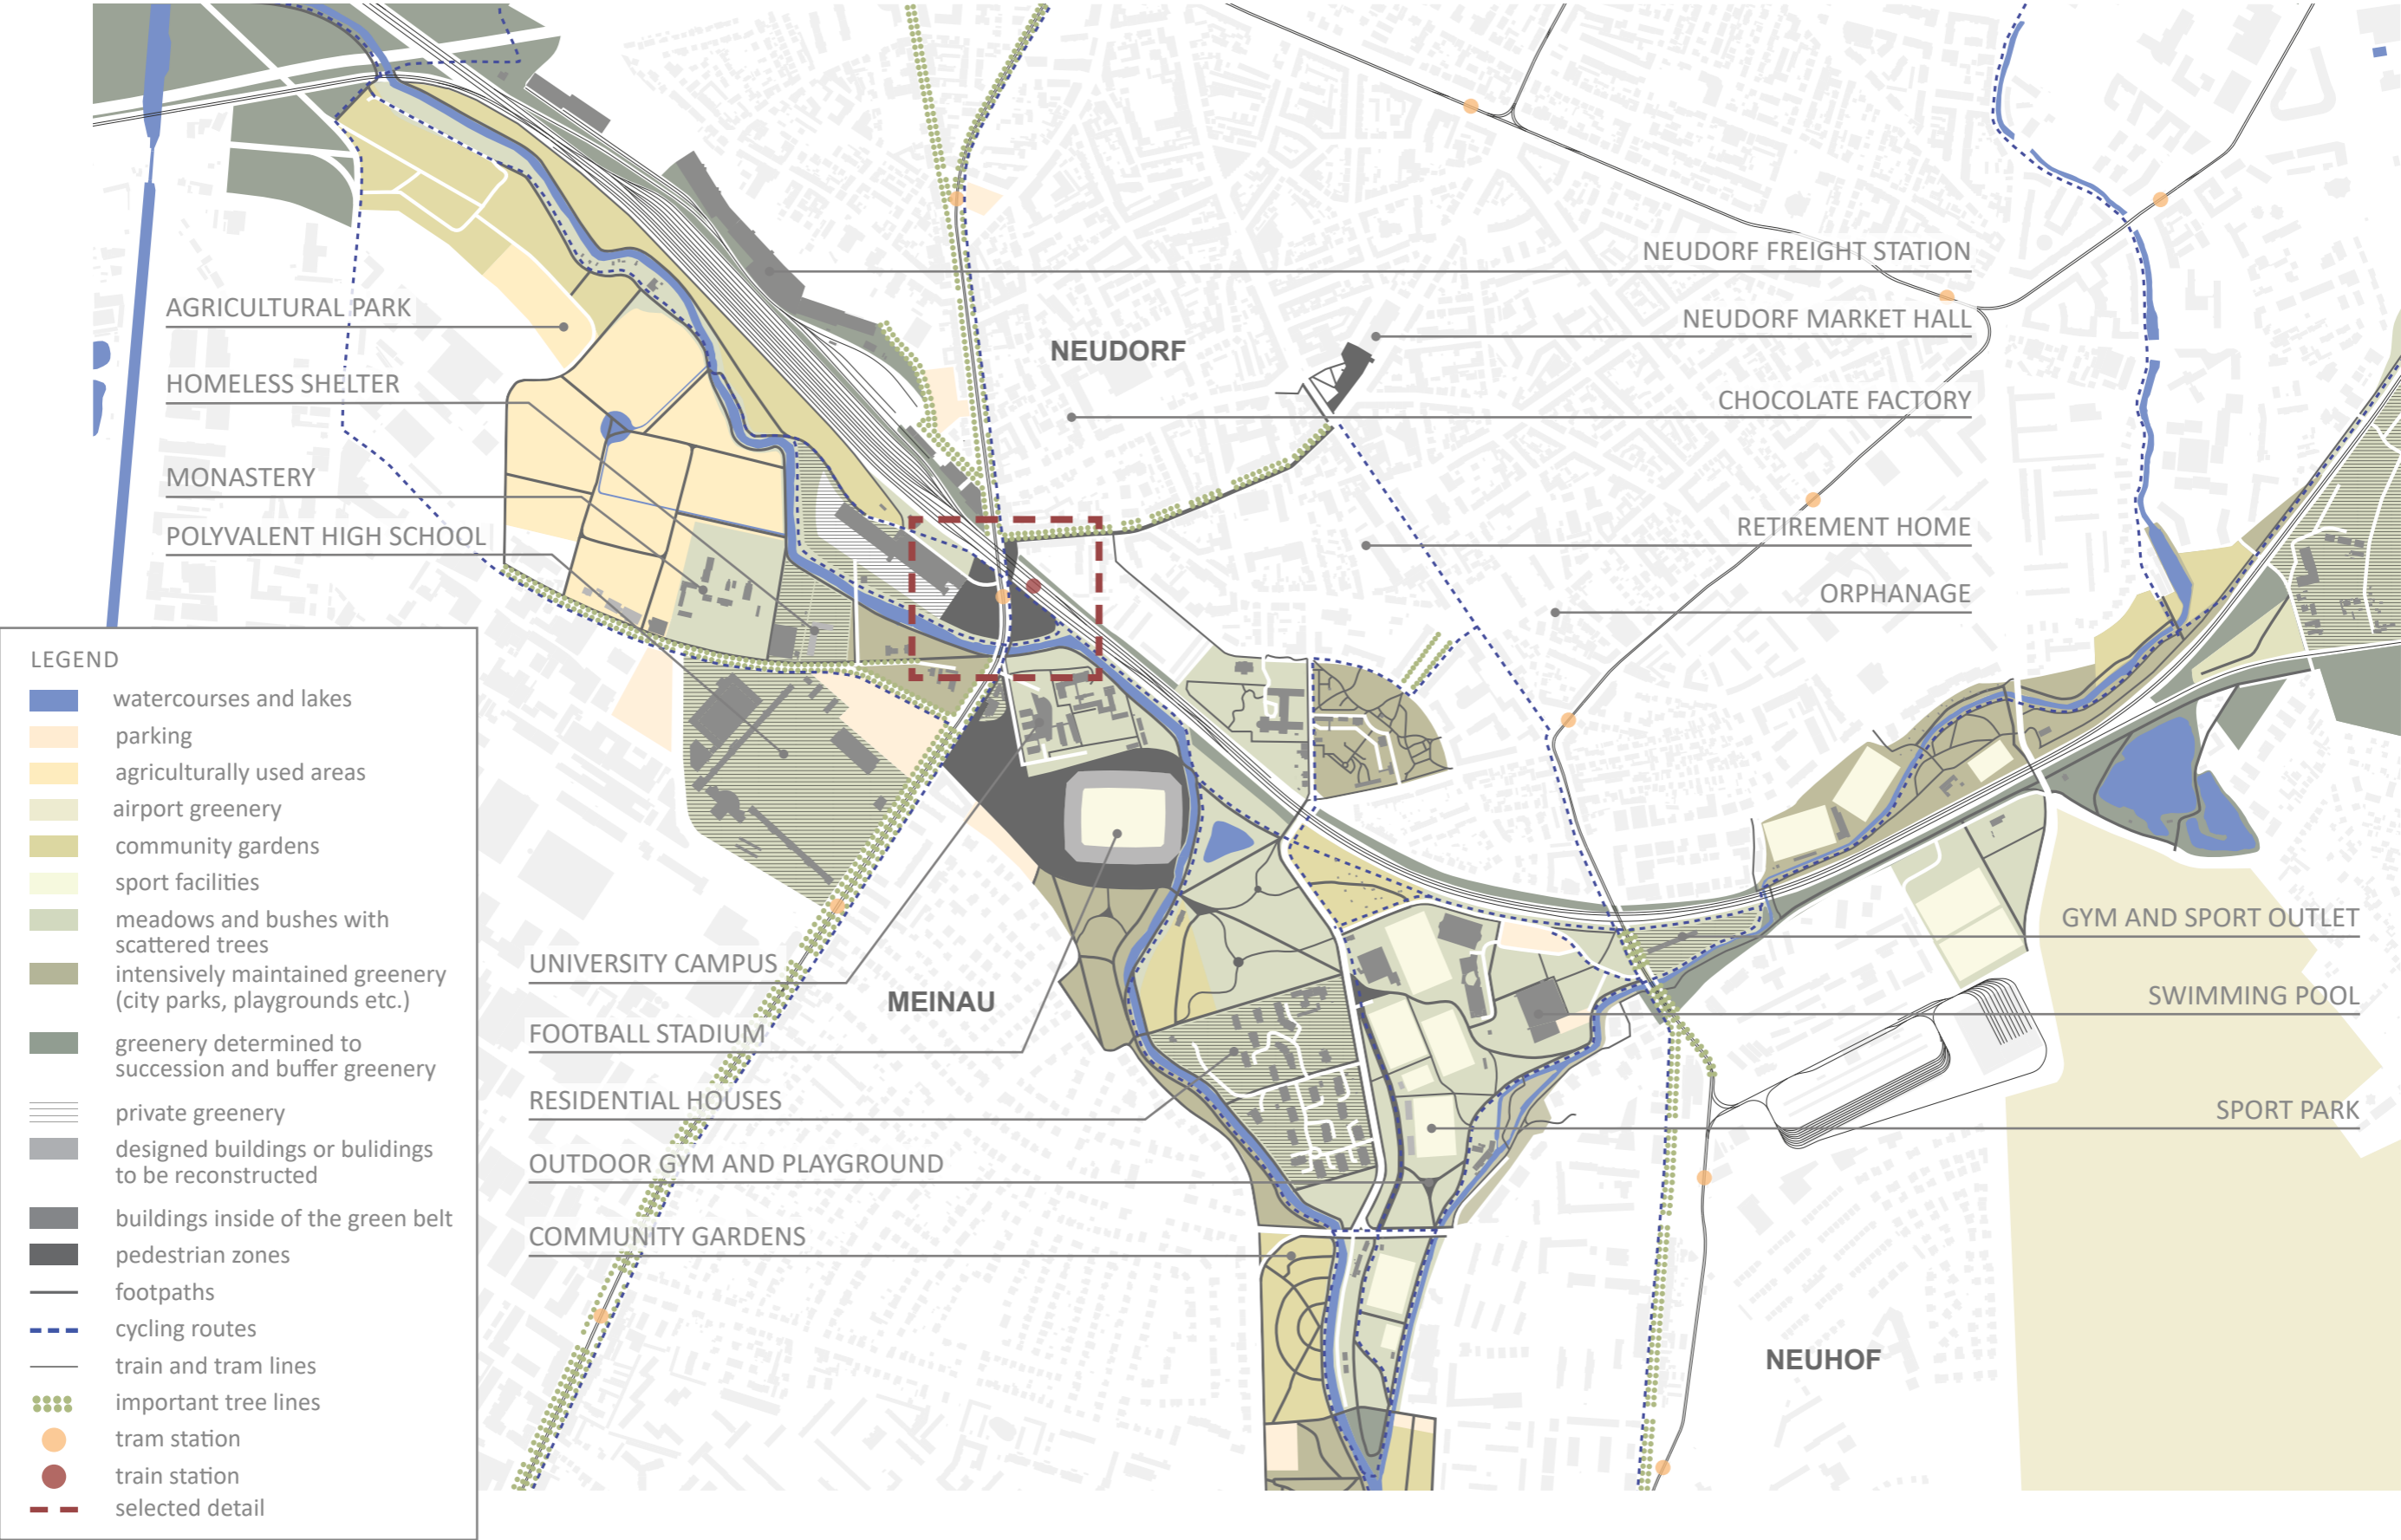 NEUDORF FREIGHT STATION
AGRICULTURAL PARK
NEUDORF MARKET HALL
NEUDORF
HOMELESS SHELTER
CHOCOLATE FACTORY
MONASTERY
POLYVALENT HIGH SCHOOL
RETIREMENT HOME
ORPHANAGE
GYM AND SPORT OUTLET
UNIVERSITY CAMPUS
MEINAU
SWIMMING POOL
FOOTBALL STADIUM
RESIDENTIAL HOUSES
SPORT PARK
OUTDOOR GYM AND PLAYGROUND
COMMUNITY GARDENS
NEUHOF
LEGEND
watercourses and lakes
parking
agriculturally used areas
airport greenery
community gardens
sport facilities
meadows and bushes with
scattered trees
intensively maintained greenery
(city parks, playgrounds etc.)
greenery determined to
succession and buffer greenery
private greenery
designed buildings or bulidings
to be reconstructed
buildings inside of the green belt
pedestrian zones
footpaths
cycling routes
train and tram lines
important tree lines
tram station
train station
selected detail